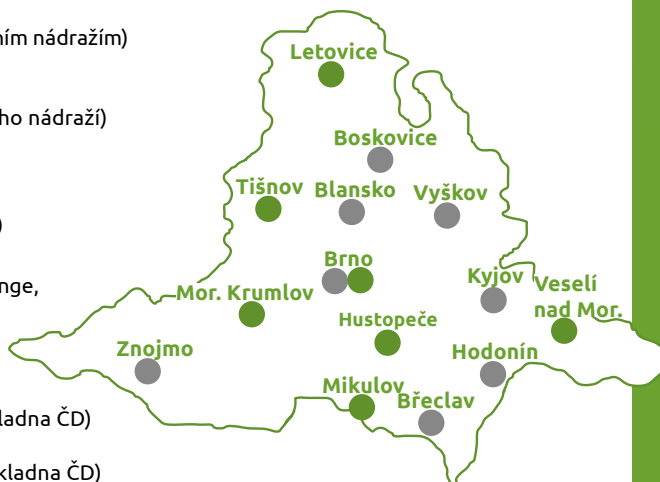 ním nádražím)
ho nádraží)
)
nge,
ladna ČD)
kladna ČD)
Letovice
Boskovice
Tišnov
Blansko
Vyškov
Brno
Kyjov
Veselí
nad Mor.
Mor. Krumlov
Hustopeče
Znojmo
Hodonín
Mikulov
Břeclav